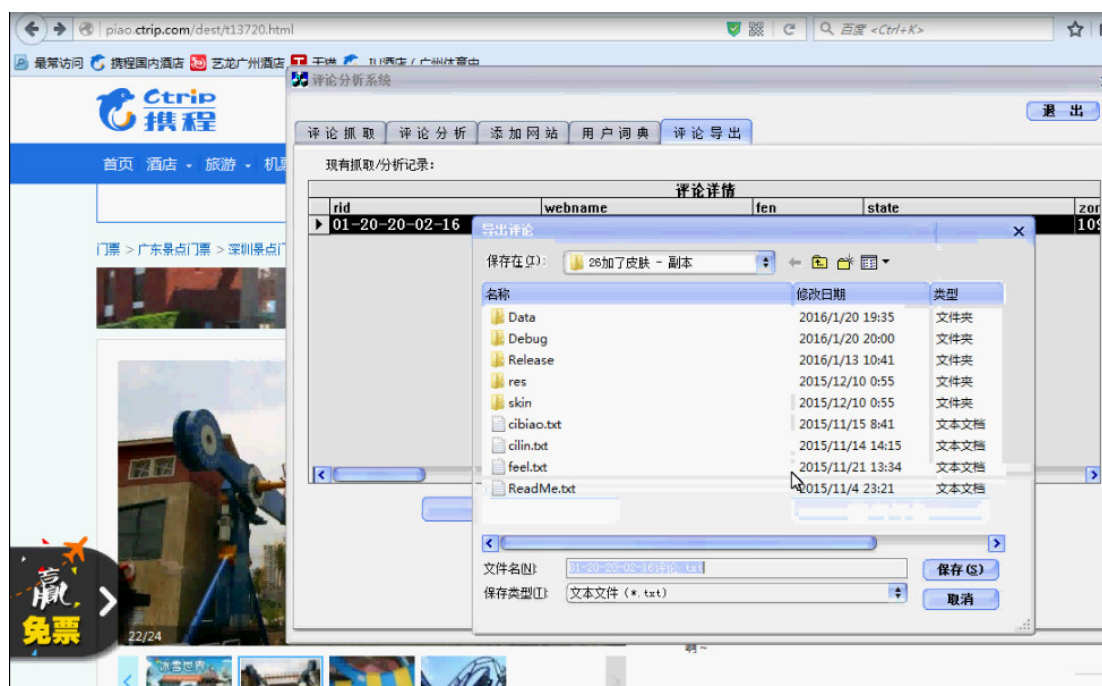 piao.ctrip.com/dest/t13720.html
百度 <Ctrl+K>
最常访问 携程国内酒店 艺龙广州酒店
评论分析系统
Ctrip
携程
退 出
评论抓取 评论分析 添加网站 用户词典 评论导出
首页 酒店 旅游
现有抓取/分析记录：
评论详情
rid webname fen state zon
01-20-20-02-16 109
导出评论
门票 > 广东景点门票 > 深圳景点门
保存在(I)： 26加了皮肤 - 副本
名称 修改日期 类型
Data 2016/1/20 19:35 文件夹
Debug 2016/1/20 20:00 文件夹
Release 2016/1/13 10:41 文件夹
res 2015/12/10 0:55 文件夹
skin 2015/12/10 0:55 文件夹
cibiao.txt 2015/11/15 8:41 文本文档
cilin.txt 2015/11/14 14:15 文本文档
feel.txt 2015/11/21 13:34 文本文档
ReadMe.txt 2015/11/4 23:21 文本文档
文件名(N): 01-20-20-02-16评论.txt 保存(S)
保存类型(T): 文本文件 (*.txt) 取消
赢
免票
22/24
冰雪世界
啊~